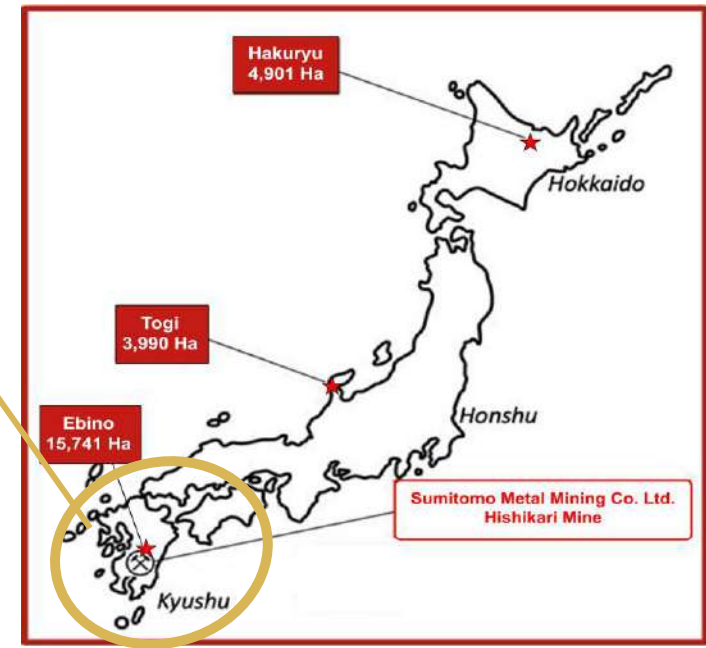 Hakuryu
4,901 Ha
Hokkaido
Togi
3,990 Ha
Honshu
Ebino
15,741 Ha
Sumitomo Metal Mining Co. Ltd.
Hishikari Mine
Kyushu